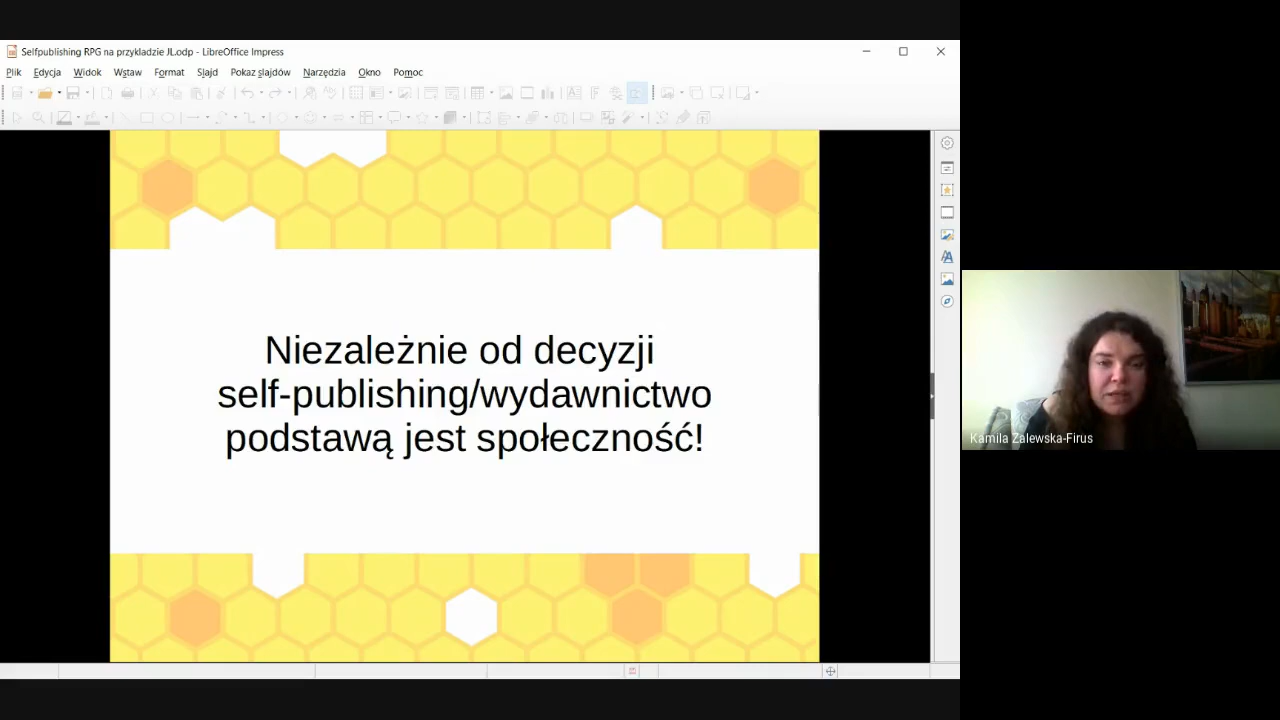 Selfpublishing RPG na przykladzie JL.odp - LibreOffice Impress
Plik Edycja Widok Wstaw Format Slajd Pokaz slajdów Narzędzia Okno Pomoc
Niezależnie od decyzji
self-publishing/wydawnictwo
podstawą jest społeczność!
Kamila Zalewska-Firus